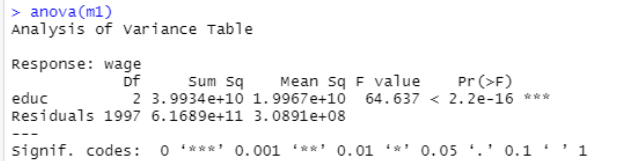 > anova(m1)
Analysis of Variance Table

Response: wage
            Df     Sum Sq    Mean Sq F value    Pr(>F)
educ         2 3.9934e+10 1.9967e+10  64.637 < 2.2e-16 ***
Residuals 1997 6.1689e+11 3.0891e+08
---
Signif. codes:  0 ‘***’ 0.001 ‘**’ 0.01 ‘*’ 0.05 ‘.’ 0.1 ‘ ’ 1